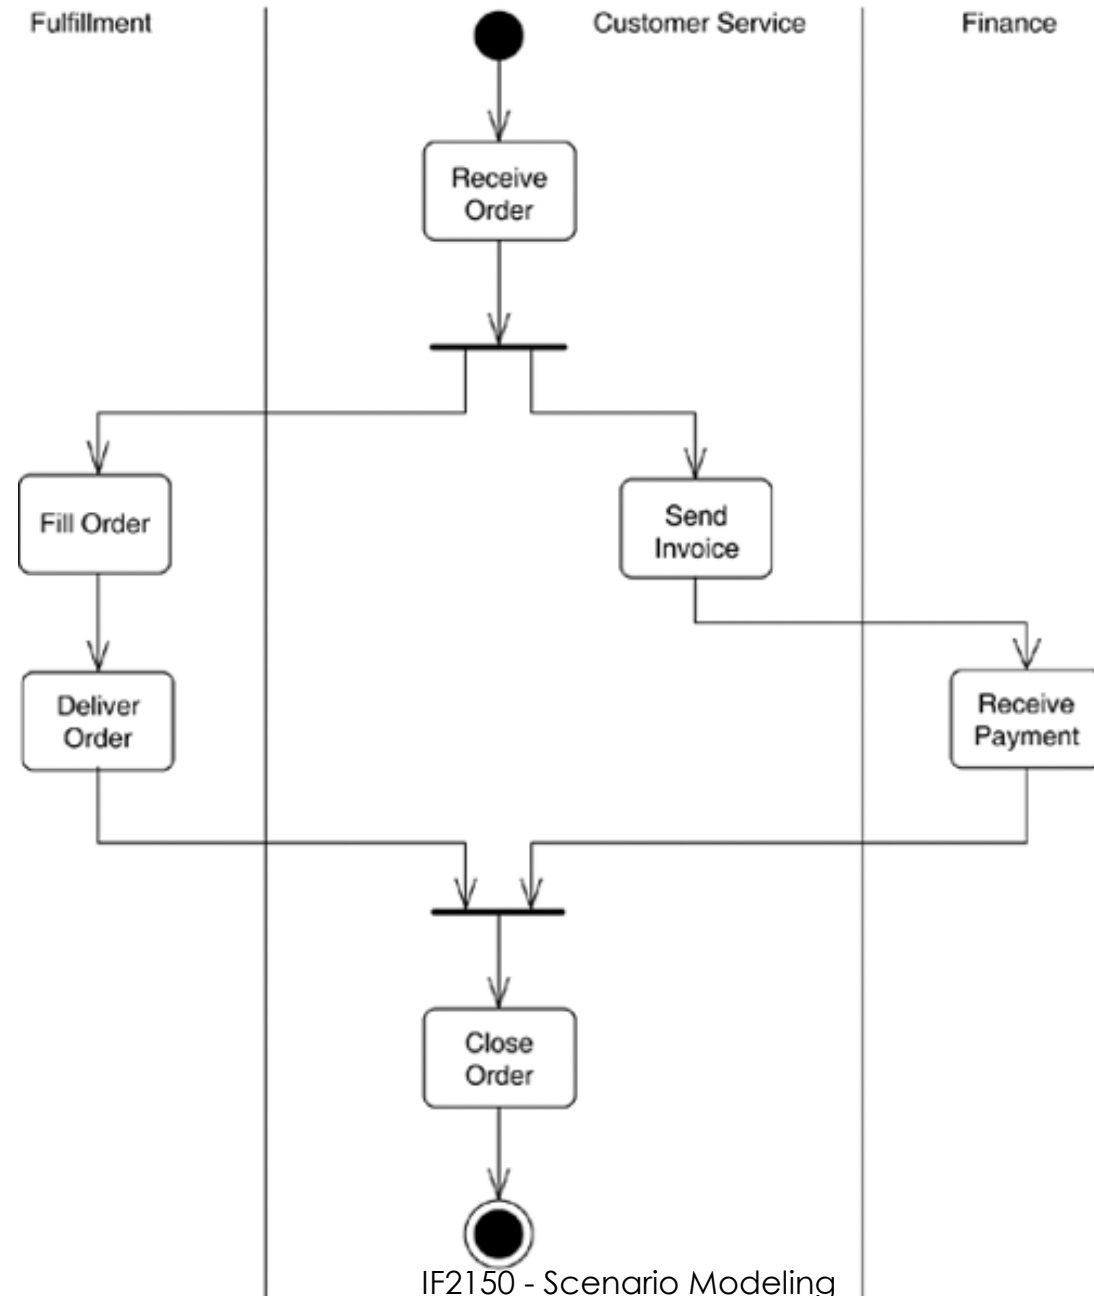 Fulfillment
Customer Service
Finance
Receive
Order
Fill Order
Send
Invoice
Deliver
Order
Receive
Payment
Close
Order
IF2150 - Scenario Modeling